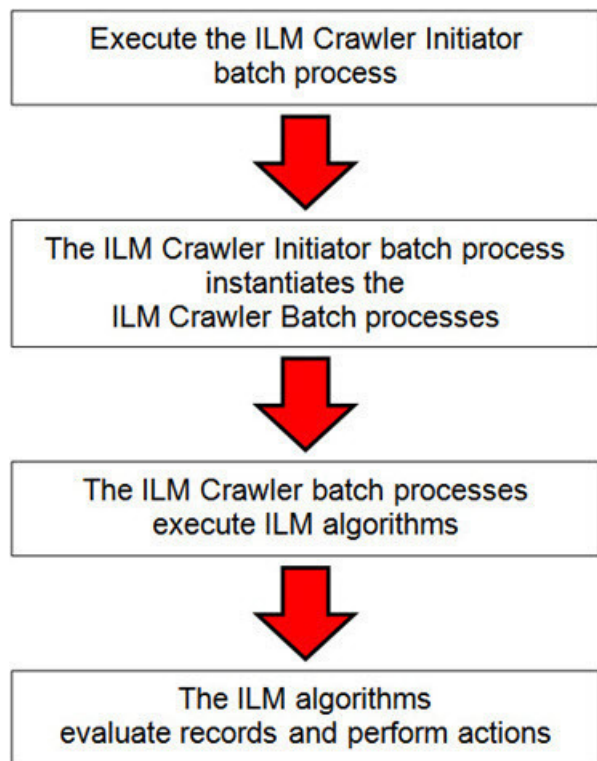 Execute the ILM Crawler Initiator
batch process
The ILM Crawler Initiator batch process
instantiates the
ILM Crawler Batch processes
The ILM Crawler batch processes
execute ILM algorithms
The ILM algorithms
evaluate records and perform actions